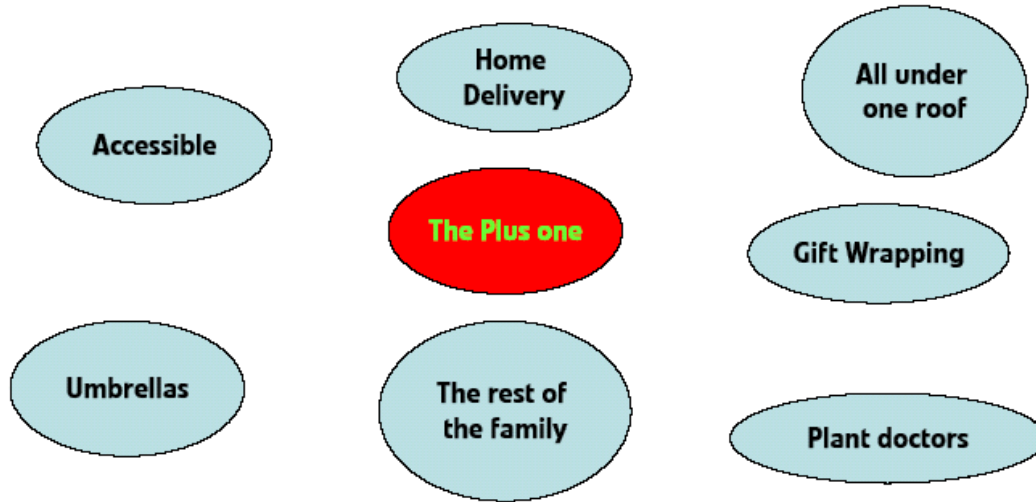 Home
Delivery
All under
one roof
Accessible
The Plus one
Gift Wrapping
Umbrellas
The rest of
the family
Plant doctors